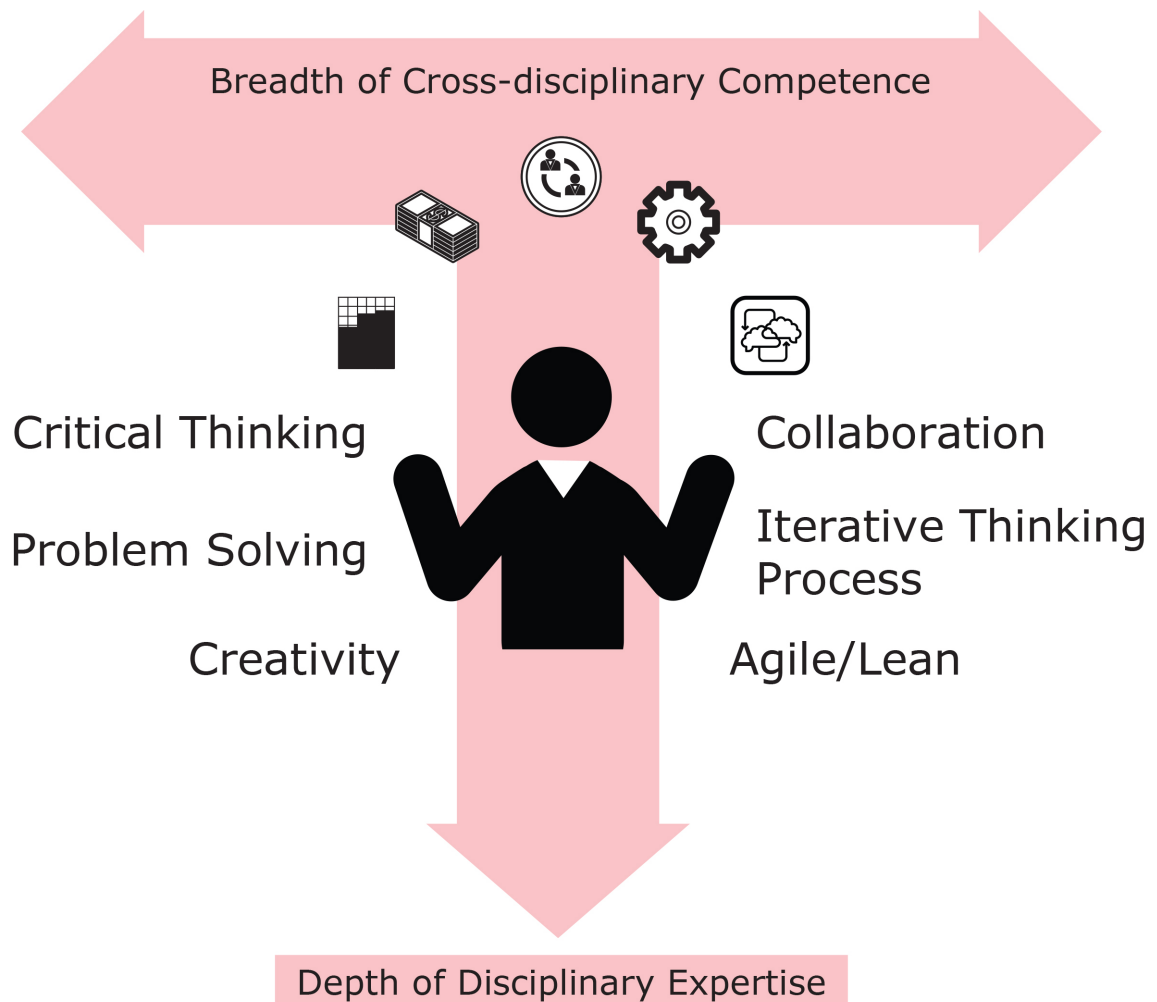 Breadth of Cross-disciplinary Competence
Critical Thinking
Problem Solving
Creativity
Collaboration
Iterative Thinking
Process
Agile/Lean
Depth of Disciplinary Expertise